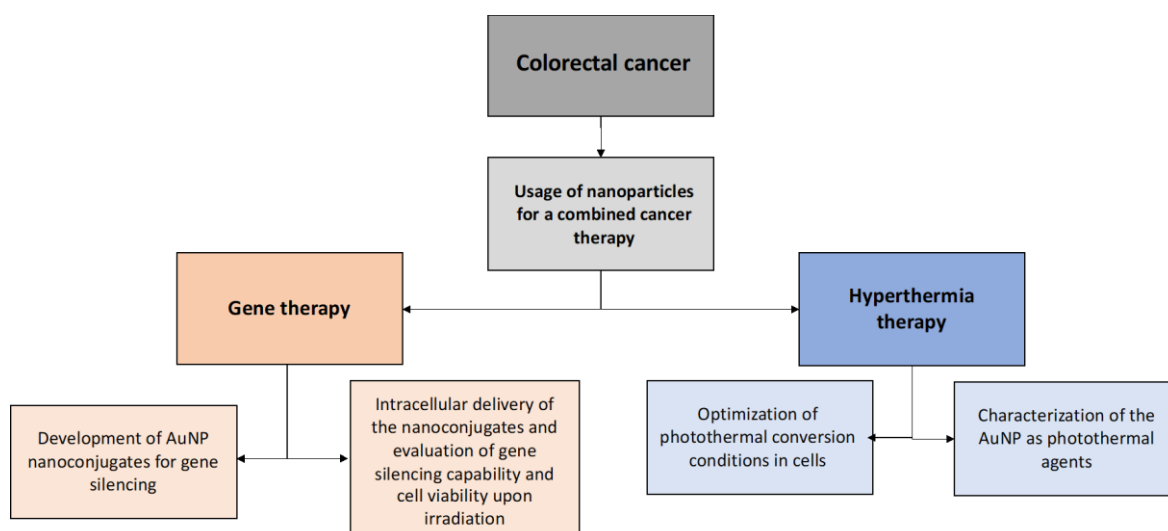 Colorectal cancer
Usage of nanoparticles
for a combined cancer
therapy
Gene therapy
Hyperthermia
therapy
Development of AuNP
nanoconjugates for gene
silencing
Intracellular delivery of
the nanoconjugates and
evaluation of gene
silencing capability and
cell viability upon
irradiation
Optimization of
photothermal conversion
conditions in cells
Characterization of the
AuNP as photothermal
agents